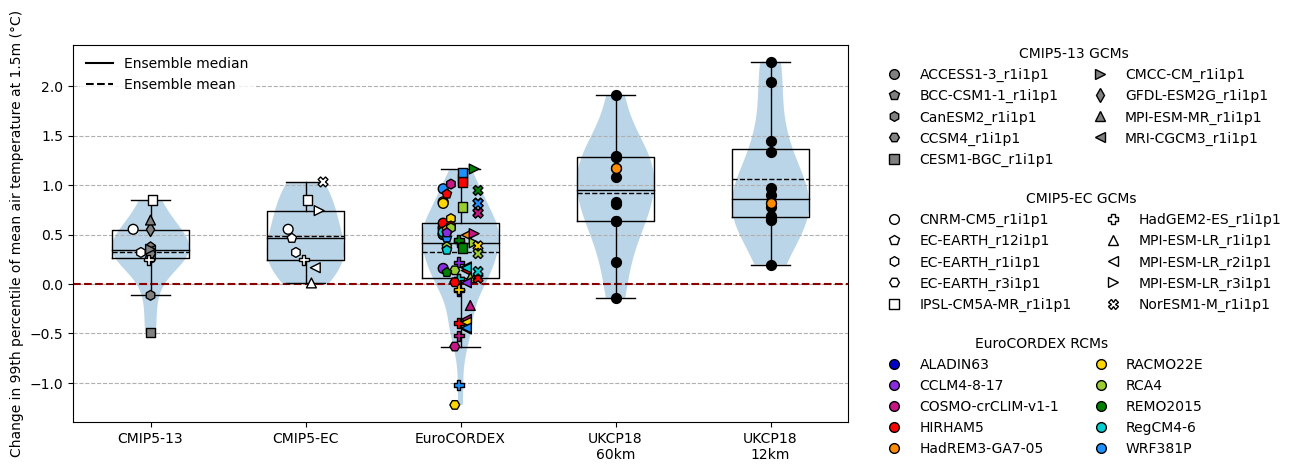 Change in 99th percentile of mean air temperature at 1.5m (°C)
Ensemble median
Ensemble mean
2.0
1.5
1.0
0.5
0.0
−0.5
−1.0
CMIP5-13
CMIP5-EC
EuroCORDEX
UKCP18
60km
UKCP18
12km
CMIP5-13 GCMs
ACCESS1-3_r1i1p1
BCC-CSM1-1_r1i1p1
CanESM2_r1i1p1
CCSM4_r1i1p1
CESM1-BGC_r1i1p1
CMCC-CM_r1i1p1
GFDL-ESM2G_r1i1p1
MPI-ESM-MR_r1i1p1
MRI-CGCM3_r1i1p1
CMIP5-EC GCMs
CNRM-CM5_r1i1p1
EC-EARTH_r12i1p1
EC-EARTH_r1i1p1
EC-EARTH_r3i1p1
IPSL-CM5A-MR_r1i1p1
HadGEM2-ES_r1i1p1
MPI-ESM-LR_r1i1p1
MPI-ESM-LR_r2i1p1
MPI-ESM-LR_r3i1p1
NorESM1-M_r1i1p1
EuroCORDEX RCMs
ALADIN63
CCLM4-8-17
COSMO-crCLIM-v1-1
HIRHAM5
HadREM3-GA7-05
RACMO22E
RCA4
REMO2015
RegCM4-6
WRF381P